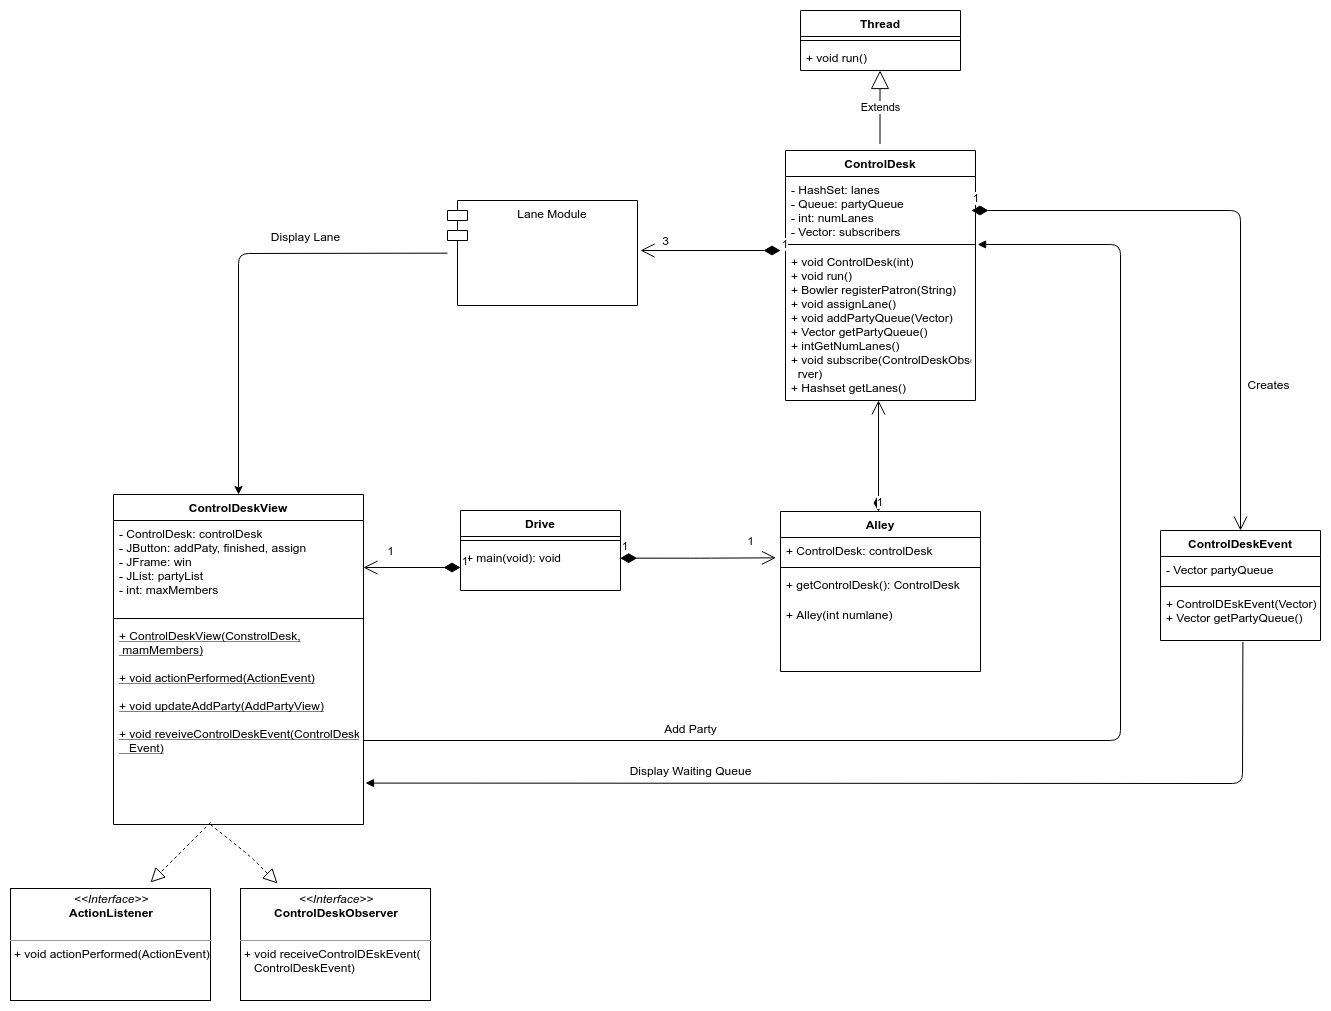 Thread
+ void run()
Extends
ControlDesk
- HashSet: lanes
- Queue: partyQueue
- int: numLanes
- Vector: subscribers
+ void ControlDesk(int)
+ void run()
+ Bowler registerPatron(String)
+ void assignLane()
+ void addPartyQueue(Vector)
+ Vector getPartyQueue()
+ intGetNumLanes()
+ void subscribe(ControlDeskObse
rver)
+ Hashset getLanes()
1
1
3
Lane Module
Display Lane
Creates
ControlDeskView
- ControlDesk: controlDesk
- JButton: addPaty, finished, assign
- JFrame: win
- JList: partyList
- int: maxMembers
+ ControlDeskView(ConstrolDesk,
mamMembers)
+ void actionPerformed(ActionEvent)
+ void updateAddParty(AddPartyView)
+ void reveiveControlDeskEvent(ControlDesk
Event)
1
1
Drive
+ main(void): void
1
1
1
Alley
+ ControlDesk: controlDesk
+ getControlDesk(): ControlDesk
+ Alley(int numlane)
ControlDeskEvent
- Vector partyQueue
+ ControlDEskEvent(Vector)
+ Vector getPartyQueue()
Add Party
Display Waiting Queue
<<Interface>>
ActionListener
+ void actionPerformed(ActionEvent)
<<Interface>>
ControlDeskObserver
+ void receiveControlDEskEvent(
ControlDeskEvent)